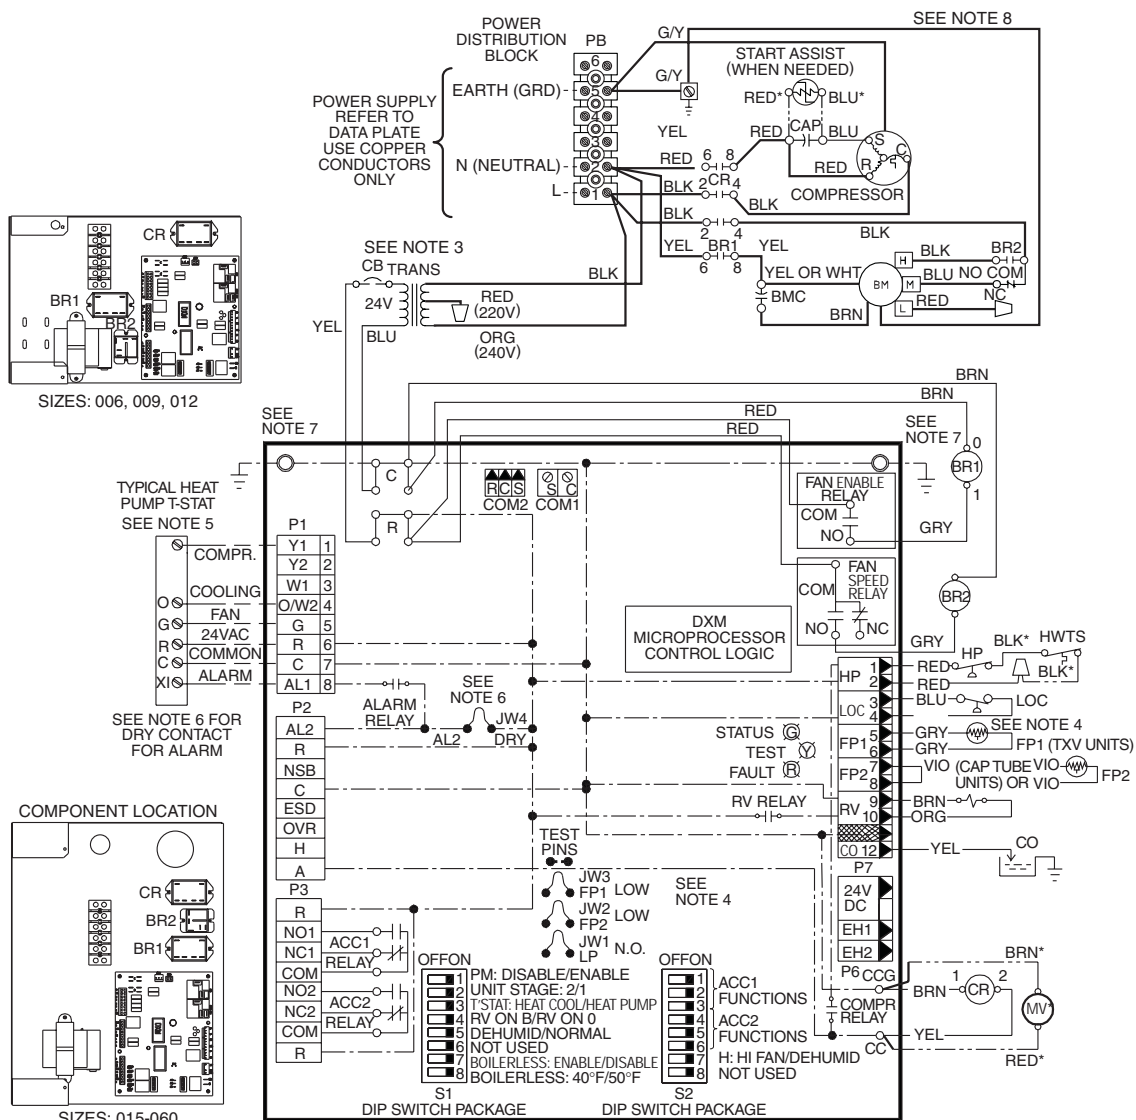 SEE NOTE 8
POWER
DISTRIBUTION
BLOCK
PB
G/Y
START ASSIST
(WHEN NEEDED)
6
EARTH (GRD)
5
G/Y
RED*
BLU*
POWER SUPPLY
REFER TO
DATA PLATE
USE COPPER
CONDUCTORS
ONLY
4
YEL
RED
CAP
BLU
S
C
R
3
N (NEUTRAL)
2
RED
6 8
RED
COMPRESSOR
CR
L
1
BLK
2 4
BLK
BLK
2 4
BLK
SEE NOTE 3
YEL
BR1
YEL
6 8
BLK
BR2
H
CB
TRANS
BLK
YEL OR WHT
BM
BLU
NO COM
M
24V
RED
(220V)
BMC
RED
NC
L
YEL
BLU
ORG
(240V)
BRN
CR
BR1
BR2
SIZES: 006, 009, 012
BRN
BRN
RED
RED
SEE
NOTE 7
SEE
NOTE 7
0
BR1
1
C
R
R C S
COM2
S C
COM1
FAN ENABLE
RELAY
COM
NO
GRY
TYPICAL HEAT
PUMP T-STAT
SEE NOTE 5
P1
COMPR.
Y1 1
Y2 2
W1 3
COOLING
O
O/W2 4
FAN
G
G 5
24VAC
R
R 6
COMMON
C
C 7
ALARM
XI
AL1 8
FAN
SPEED
RELAY
COM
NO
NC
BR2
GRY
DXM
MICROPROCESSOR
CONTROL LOGIC
BLK*
HWTS
HP
RED
BLK*
HP
1
2
RED
BLU
LOC
LOC
3
4
SEE NOTE 6 FOR
DRY CONTACT
FOR ALARM
P2
ALARM
RELAY
SEE
NOTE 6
JW4
AL2
DRY
AL2
R
NSB
C
ESD
OVR
H
A
STATUS G
TEST Y
FAULT R
FP1
5
6
GRY
GRY
SEE NOTE 4
FP1 (TXV UNITS)
FP2
7
8
VIO
(CAP TUBE
UNITS) OR
VIO
VIO
FP2
RV RELAY
RV
9
10
BRN
ORG
CO 12
YEL
CO
P7
24V
DC
EH1
EH2
P6
COMPONENT LOCATION
CR
BR2
BR1
SIZES: 015-060
TEST
PINS
JW3
FP1 LOW
JW2
FP2 LOW
JW1
LP N.O.
SEE
NOTE 4
P3
R
NO1
NC1
COM
ACC1
RELAY
NO2
NC2
COM
ACC2
RELAY
R
OFFON
1 PM: DISABLE/ENABLE
2 UNIT STAGE: 2/1
3 T'STAT: HEAT COOL/HEAT PUMP
4 RV ON B/RV ON 0
5 DEHUMID/NORMAL
6 NOT USED
7 BOILERLESS: ENABLE/DISABLE
8 BOILERLESS: 40°F/50°F
S1
DIP SWITCH PACKAGE
OFFON
1
2
3
4
5
6
7
8
ACC1
FUNCTIONS
ACC2
FUNCTIONS
H: HI FAN/DEHUMID
NOT USED
S2
DIP SWITCH PACKAGE
CCG
COMPR
RELAY
CC
BRN
1 CR 2
YEL
BRN*
MV*
RED*